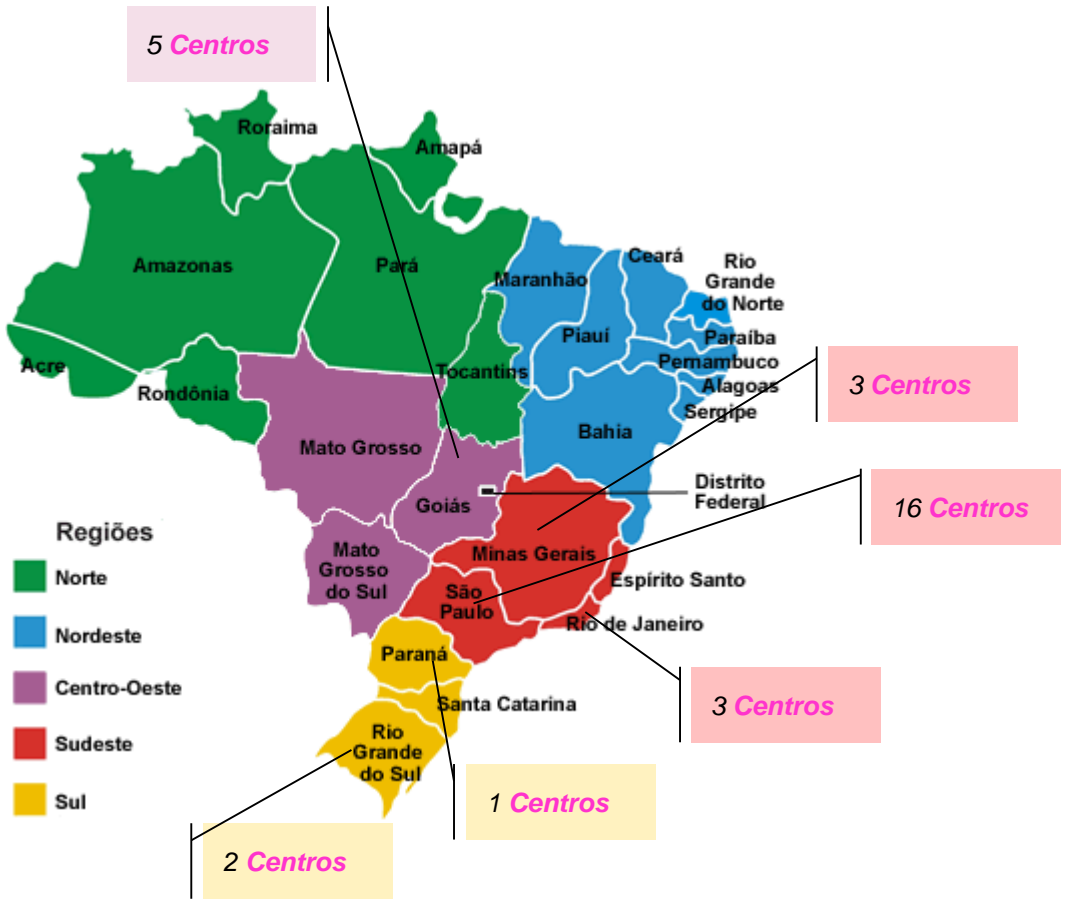 5 Centros
Roraima
Amapá
Amazonas
Pará
Maranhão
Ceará
Rio
Grande
do Norte
Piauí
Paraíba
Pernambuco
Acre
Tocantins
Alagoas
3 Centros
Rondônia
Sergipe
Mato Grosso
Bahia
Goiás
Distrito
Federal
16 Centros
Regiões
Mato
Grosso
do Sul
Minas Gerais
Norte
São
Paulo
Espírito Santo
Rio de Janeiro
Nordeste
Paraná
Centro-Oeste
Santa Catarina
3 Centros
Sudeste
Rio
Grande
do Sul
Sul
1 Centros
2 Centros